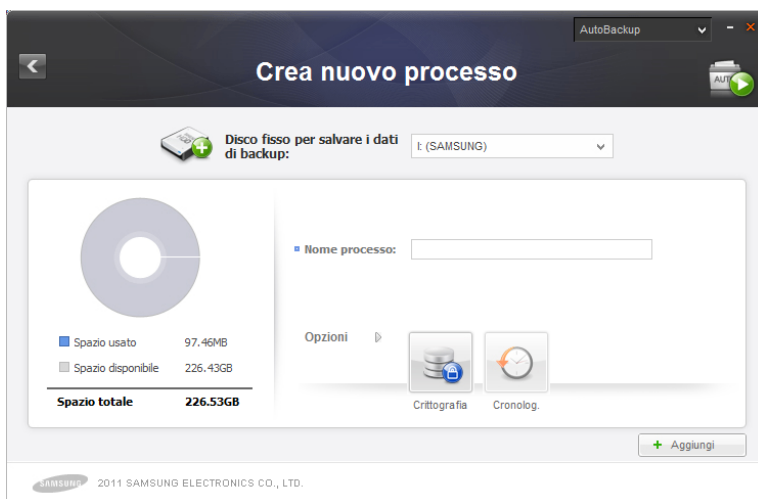 AutoBackup
Crea nuovo processo
AUTO
Disco fisso per salvare i dati
di backup:
I: (SAMSUNG)
Nome processo:
Spazio usato 97.46MB
Spazio disponibile 226.43GB
Spazio totale 226.53GB
Opzioni
Crittografia Cronolog.
+ Aggiungi
SAMSUNG 2011 SAMSUNG ELECTRONICS CO., LTD.